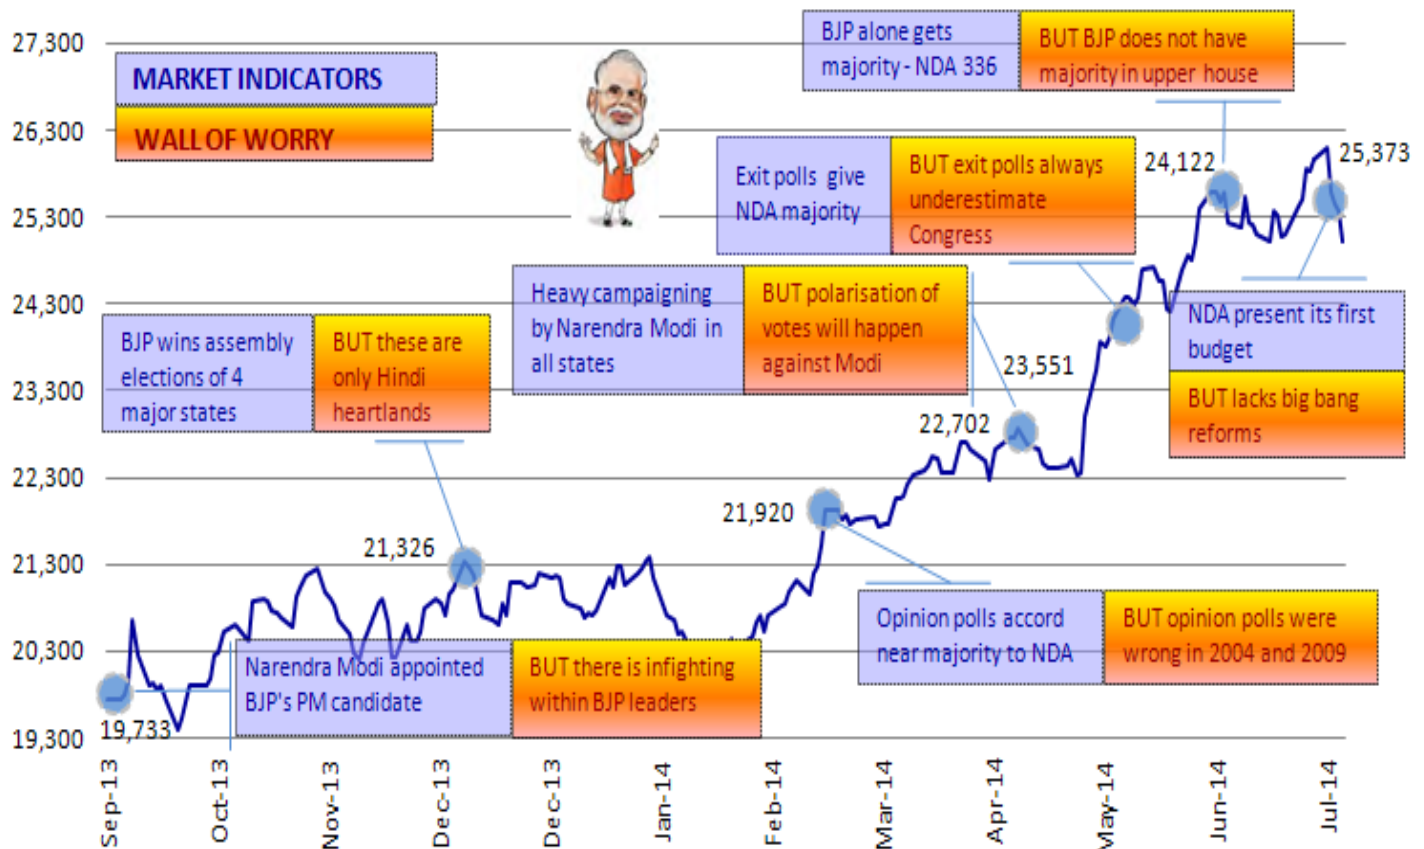 27,300
26,300
25,300
24,300
23,300
22,300
21,300
20,300
19,300
MARKET INDICATORS
WALL OF WORRY
BJP alone gets
majority - NDA 336
BUT BJP does not have
majority in upper house
Exit polls give
NDA majority
BUT exit polls always
underestimate
Congress
24,122
25,373
Heavy campaigning
by Narendra Modi in
all states
BUT polarisation of
votes will happen
against Modi
23,551
22,702
NDA present its first
budget
BUT lacks big bang
reforms
BJP wins assembly
elections of 4
major states
BUT these are
only Hindi
heartlands
21,326
21,920
Opinion polls accord
near majority to NDA
BUT opinion polls were
wrong in 2004 and 2009
Narendra Modi appointed
BJP's PM candidate
BUT there is infighting
within BJP leaders
19,733
Sep-13
Oct-13
Nov-13
Dec-13
Dec-13
Jan-14
Feb-14
Mar-14
Apr-14
May-14
Jun-14
Jul-14